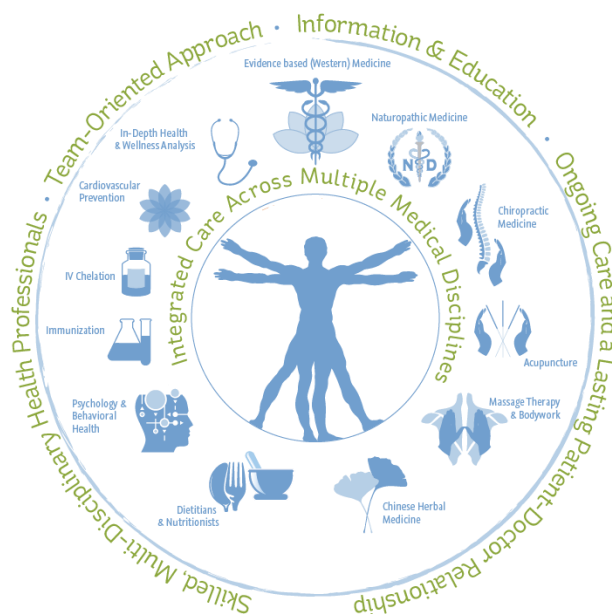 Team-Oriented Approach • Information & Education • Ongoing Care and a Lasting Patient-Doctor Relationship
Skilled, Multi-Disciplinary Health Professionals •
Evidence based (Western) Medicine
Naturopathic Medicine
N D
Chiropractic
Medicine
Acupuncture
Massage Therapy
& Bodywork
Chinese Herbal
Medicine
Dietitians
& Nutritionists
Psychology &
Behavioral
Health
Immunization
IV Chelation
Cardiovascular
Prevention
In-Depth Health
& Wellness Analysis
Integrated Care Across Multiple Medical Disciplines